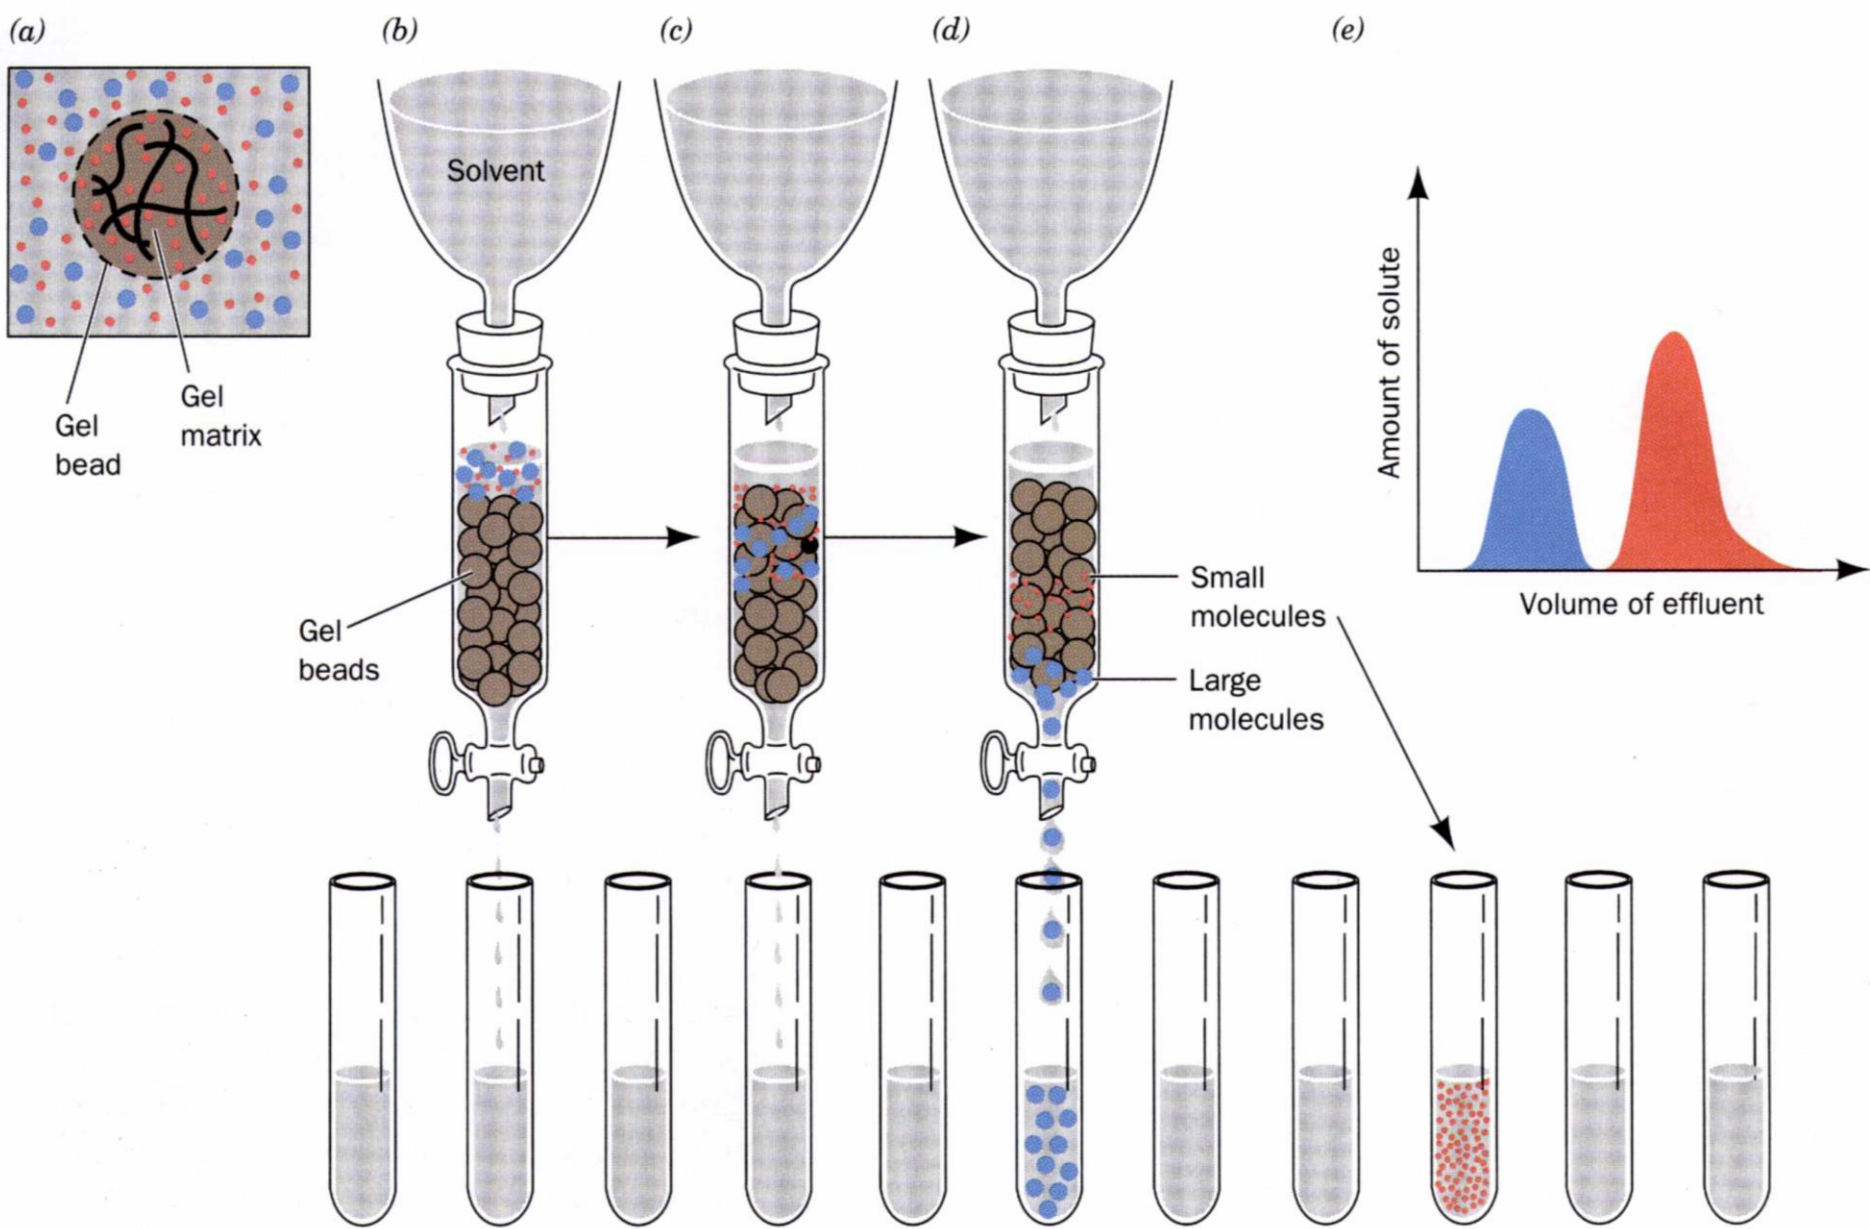 (a)
(b)
(c)
(d)
(e)
Solvent
Gel
bead
Gel
matrix
Gel
beads
Small
molecules
Large
molecules
Amount of solute
Volume of effluent